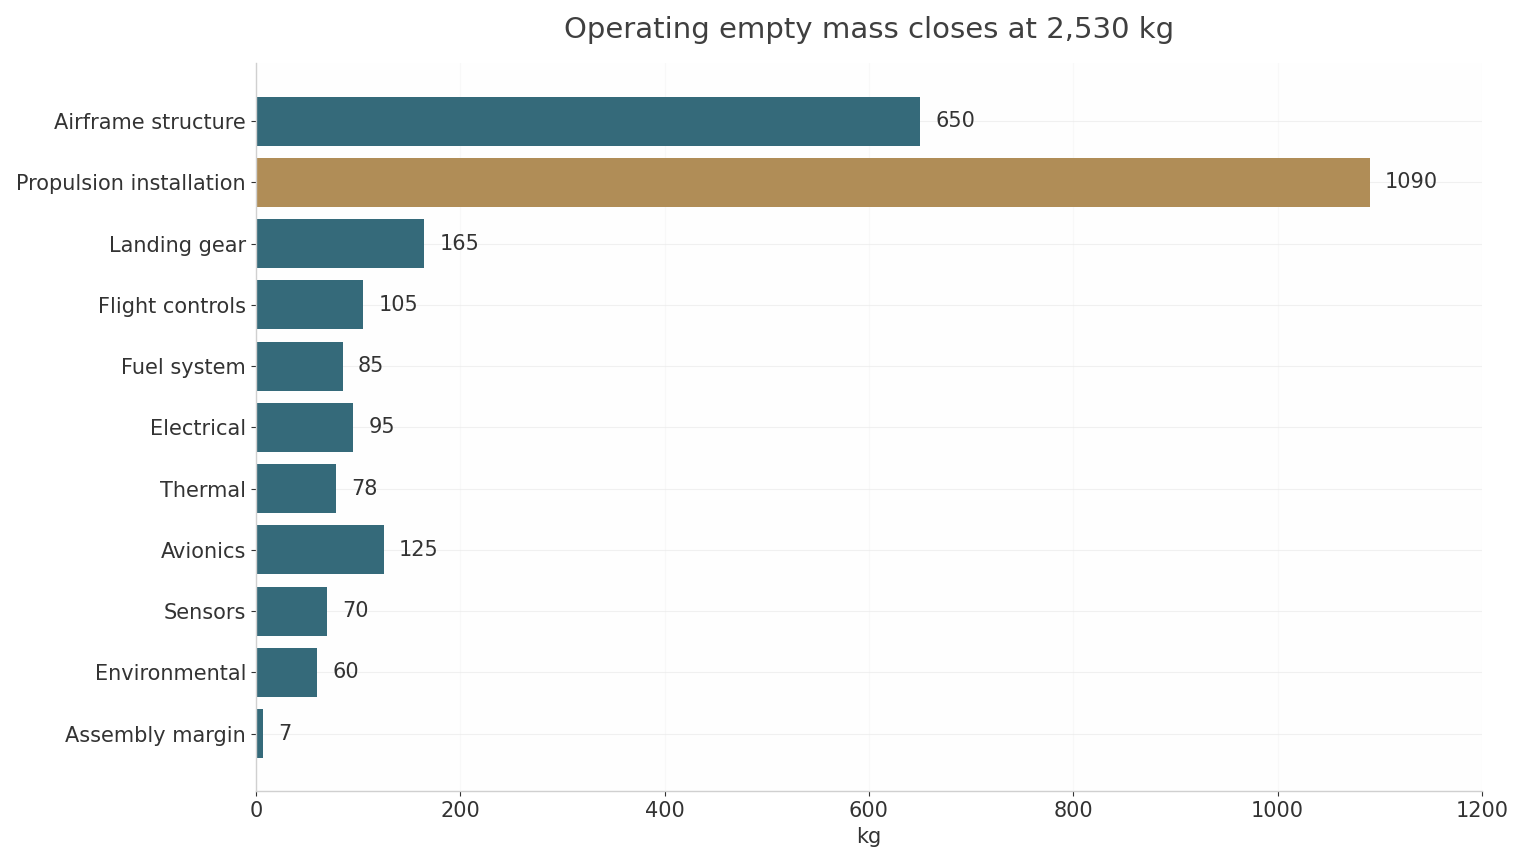 Operating empty mass closes at 2,530 kg
Airframe structure 650
Propulsion installation 1090
Landing gear 165
Flight controls 105
Fuel system 85
Electrical 95
Thermal 78
Avionics 125
Sensors 70
Environmental 60
Assembly margin 7
0 200 400 600 800 1000 1200
kg